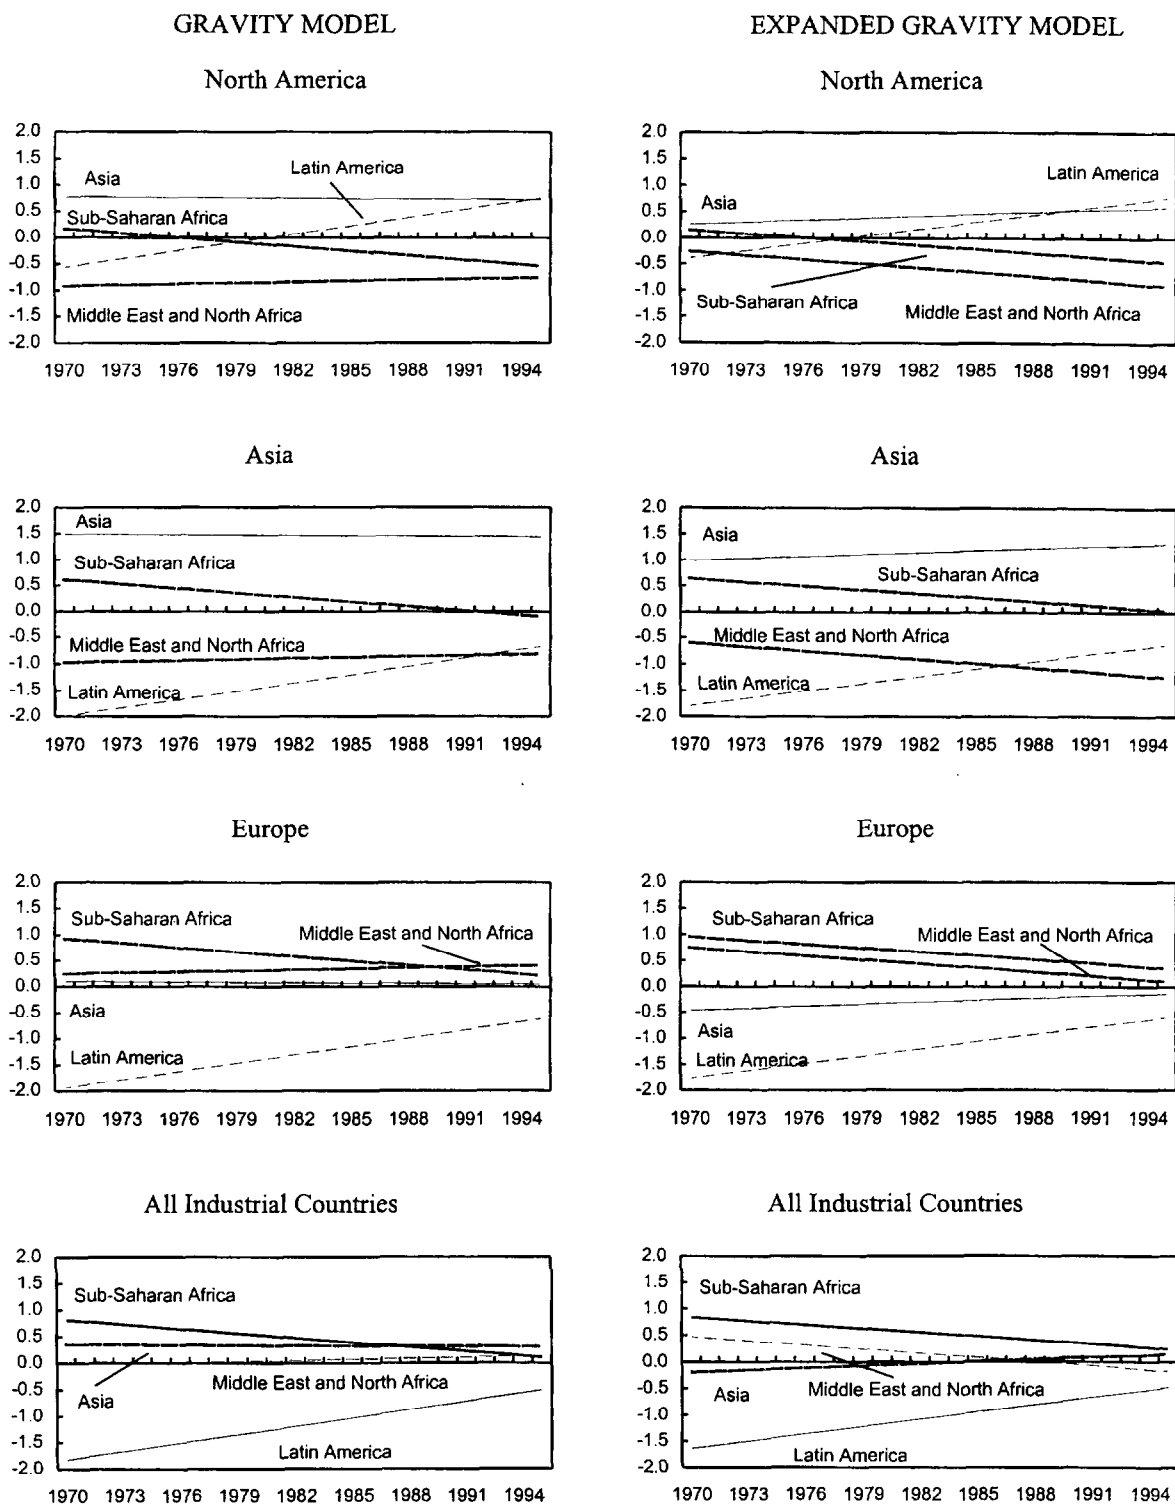 GRAVITY MODEL
North America
2.0
1.5
1.0
0.5
0.0
-0.5
-1.0
-1.5
-2.0
Asia
Latin America
Sub-Saharan Africa
Middle East and North Africa
1970 1973 1976 1979 1982 1985 1988 1991 1994
EXPANDED GRAVITY MODEL
North America
2.0
1.5
1.0
0.5
0.0
-0.5
-1.0
-1.5
-2.0
Latin America
Asia
Sub-Saharan Africa
Middle East and North Africa
1970 1973 1976 1979 1982 1985 1988 1991 1994
Asia
2.0
1.5
1.0
0.5
0.0
-0.5
-1.0
-1.5
-2.0
Asia
Sub-Saharan Africa
Middle East and North Africa
Latin America
1970 1973 1976 1979 1982 1985 1988 1991 1994
Asia
2.0
1.5
1.0
0.5
0.0
-0.5
-1.0
-1.5
-2.0
Asia
Sub-Saharan Africa
Middle East and North Africa
Latin America
1970 1973 1976 1979 1982 1985 1988 1991 1994
Europe
2.0
1.5
1.0
0.5
0.0
-0.5
-1.0
-1.5
-2.0
Sub-Saharan Africa
Middle East and North Africa
Asia
Latin America
1970 1973 1976 1979 1982 1985 1988 1991 1994
Europe
2.0
1.5
1.0
0.5
0.0
-0.5
-1.0
-1.5
-2.0
Sub-Saharan Africa
Middle East and North Africa
Asia
Latin America
1970 1973 1976 1979 1982 1985 1988 1991 1994
All Industrial Countries
2.0
1.5
1.0
0.5
0.0
-0.5
-1.0
-1.5
-2.0
Sub-Saharan Africa
Middle East and North Africa
Asia
Latin America
1970 1973 1976 1979 1982 1985 1988 1991 1994
All Industrial Countries
2.0
1.5
1.0
0.5
0.0
-0.5
-1.0
-1.5
-2.0
Sub-Saharan Africa
Middle East and North Africa
Asia
Latin America
1970 1973 1976 1979 1982 1985 1988 1991 1994